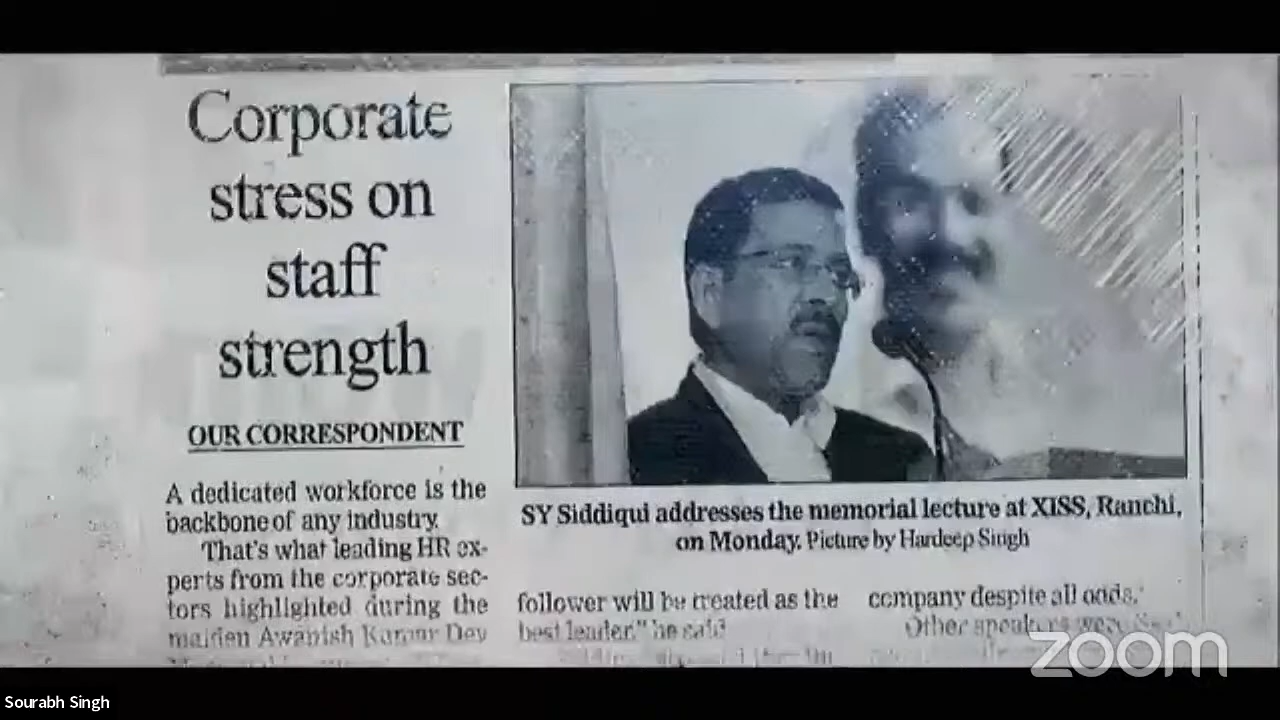 Corporate
stress on
staff
strength
OUR CORRESPONDENT
A dedicated workforce is the
backbone of any industry.
That's what leading HR ex-
perts from the corporate sec-
tors highlighted during the
maiden Awanish Kumar Dey
SY Siddiqui addresses the memorial lecture at XISS, Ranchi,
on Monday. Picture by Hardeep Singh
follower will be treated as the
best leader," he said
company despite all odds."
Other speakers were
zoom
Sourabh Singh